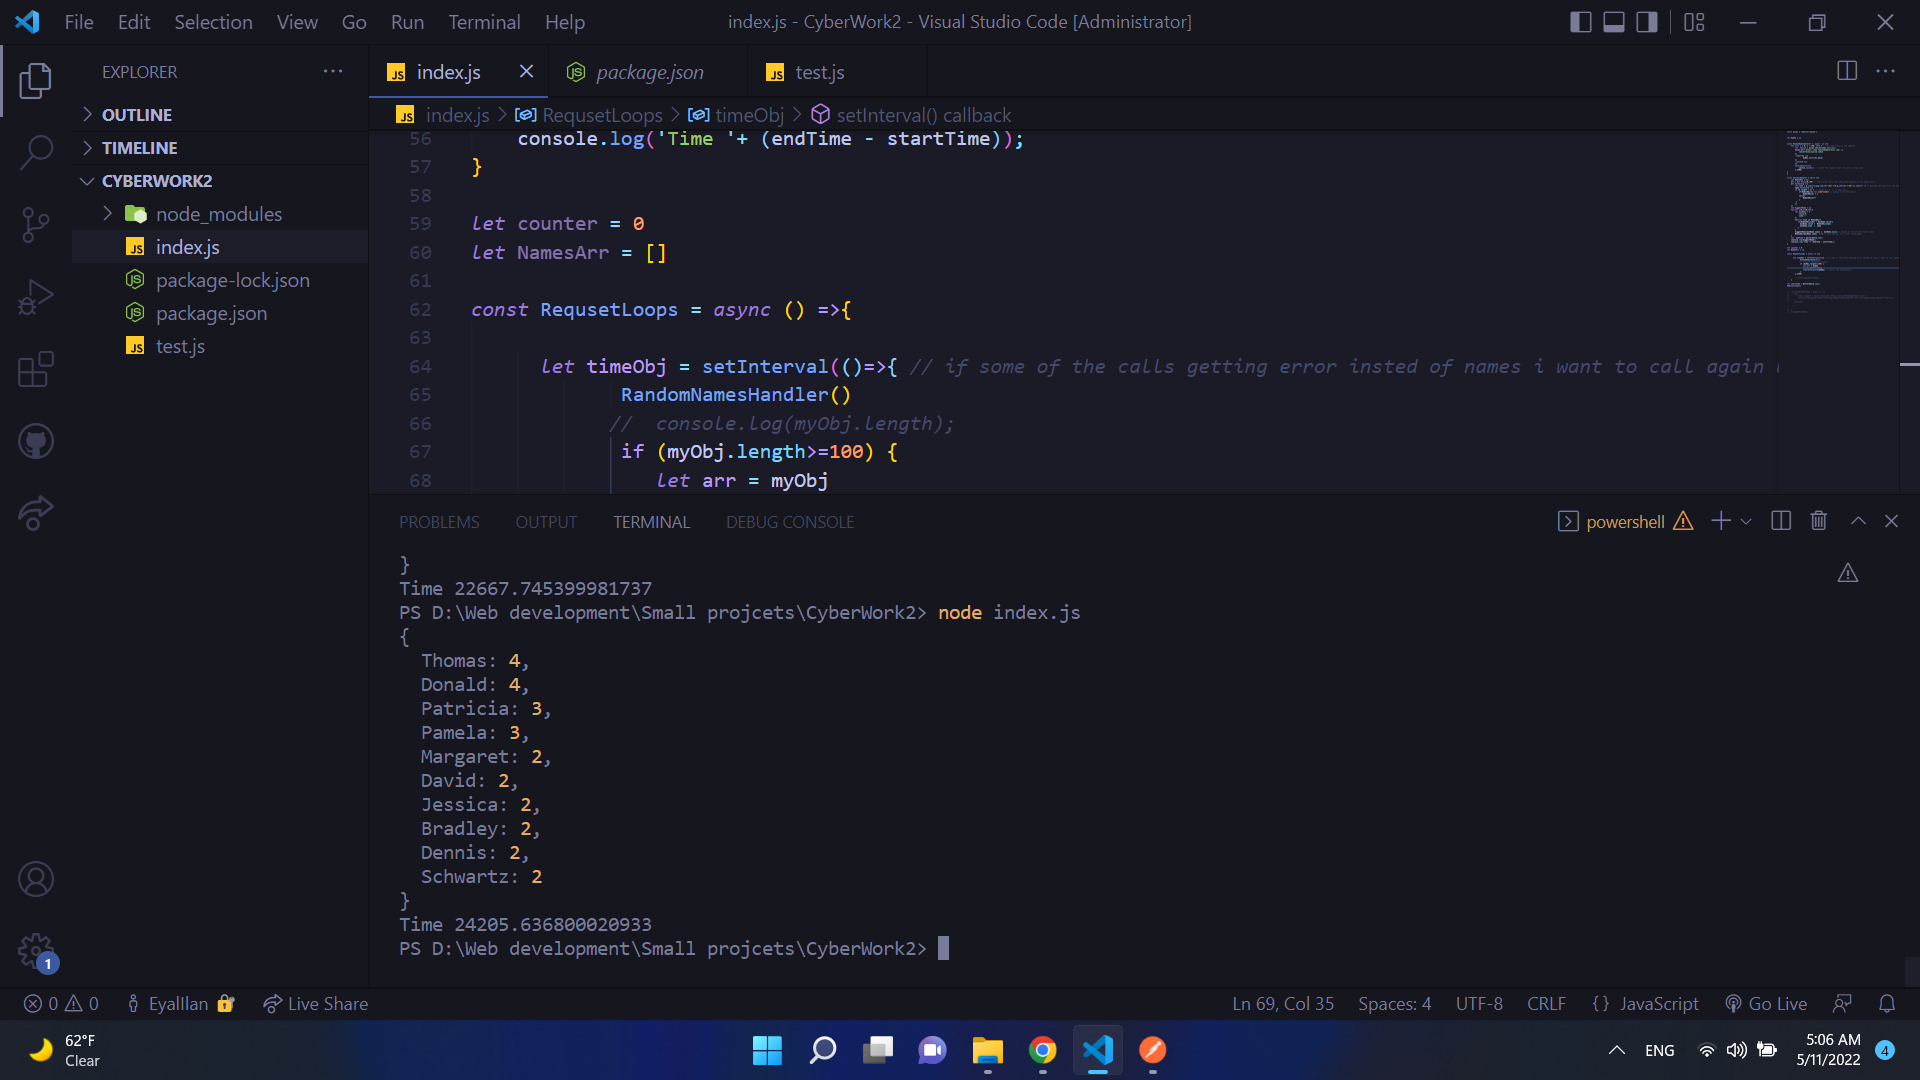 File Edit Selection View Go Run Terminal Help
index.js - CyberWork2 - Visual Studio Code [Administrator]
EXPLORER
OUTLINE
TIMELINE
CYBERWORK2
node_modules
JS index.js
package-lock.json
package.json
JS test.js
JS index.js
package.json
JS test.js
JS index.js > RequsetLoops > timeObj > setInterval() callback
56 console.log('Time '+ (endTime - startTime));
57 }
58
59 let counter = 0
60 let NamesArr = []
61
62 const RequsetLoops = async () =>{
63
64 let timeObj = setInterval(()=>{ // if some of the calls getting error insted of names i want to call again
65 RandomNamesHandler()
66 // console.log(myObj.length);
67 if (myObj.length>=100) {
68 let arr = myObj
PROBLEMS OUTPUT TERMINAL DEBUG CONSOLE
powershell
}
Time 22667.745399981737
PS D:\Web development\Small projcets\CyberWork2> node index.js
{
Thomas: 4,
Donald: 4,
Patricia: 3,
Pamela: 3,
Margaret: 2,
David: 2,
Jessica: 2,
Bradley: 2,
Dennis: 2,
Schwartz: 2
}
Time 24205.636800020933
PS D:\Web development\Small projcets\CyberWork2>
1
0 0 EyalIlan Live Share
Ln 69, Col 35 Spaces: 4 UTF-8 CRLF {} JavaScript Go Live
62°F
Clear
ENG
5:06 AM
5/11/2022
4